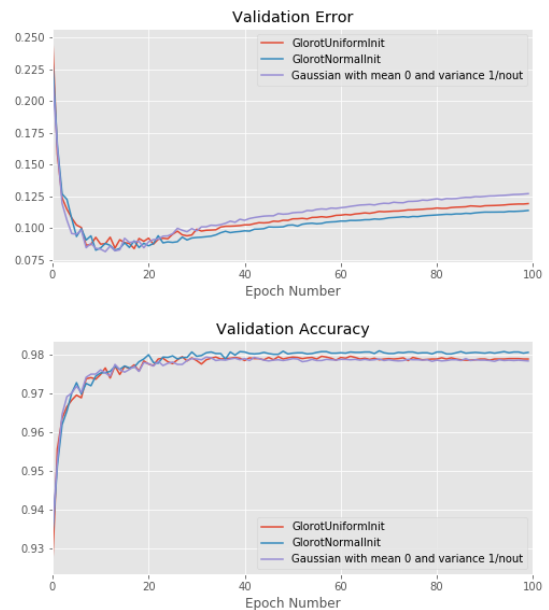 Validation Error
0.250
0.225
0.200
0.175
0.150
0.125
0.100
0.075
GlorotUniformInit
GlorotNormalInit
Gaussian with mean 0 and variance 1/nout
0 20 40 60 80 100
Epoch Number
Validation Accuracy
0.98
0.97
0.96
0.95
0.94
0.93
GlorotUniformInit
GlorotNormalInit
Gaussian with mean 0 and variance 1/nout
0 20 40 60 80 100
Epoch Number